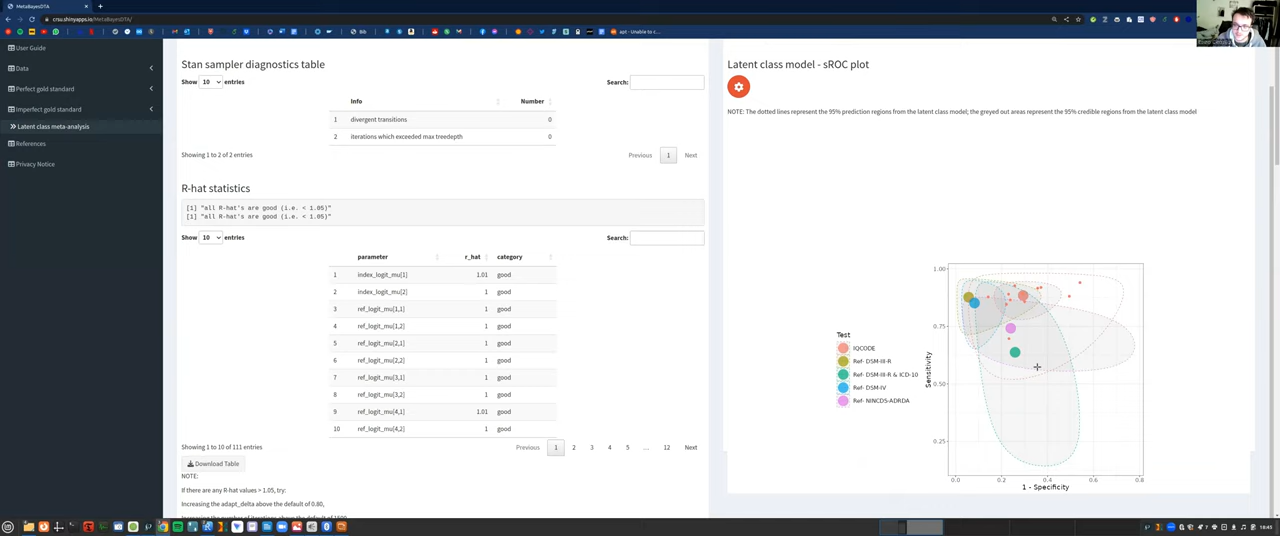 MetaBayesDTA
crsu.shinyapps.io/MetaBayesDTA/
Bib
apt - Unable to c...
User Guide
Data
Perfect gold standard
Imperfect gold standard
Latent class meta-analysis
References
Privacy Notice
Stan sampler diagnostics table
Show 10 entries
Search:
Info Number
1 divergent transitions 0
2 iterations which exceeded max treedepth 0
Showing 1 to 2 of 2 entries
Previous 1 Next
R-hat statistics
[1] "all R-hat's are good (i.e. < 1.05)"
[1] "all R-hat's are good (i.e. < 1.05)"
Show 10 entries
Search:
parameter r_hat category
1 index_logit_mu[1] 1.01 good
2 index_logit_mu[2] 1 good
3 ref_logit_mu[1,1] 1 good
4 ref_logit_mu[1,2] 1 good
5 ref_logit_mu[2,1] 1 good
6 ref_logit_mu[2,2] 1 good
7 ref_logit_mu[3,1] 1 good
8 ref_logit_mu[3,2] 1 good
9 ref_logit_mu[4,1] 1.01 good
10 ref_logit_mu[4,2] 1 good
Showing 1 to 10 of 111 entries
Previous 1 2 3 4 5 ... 12 Next
Download Table
NOTE:
If there are any R-hat values > 1.05, try:
Increasing the adapt_delta above the default of 0.80,
Latent class model - sROC plot
NOTE: The dotted lines represent the 95% prediction regions from the latent class model; the greyed out areas represent the 95% credible regions from the latent class model
Test
IQCODE
Ref- DSM-III-R
Ref- DSM-III-R & ICD-10
Ref- DSM-IV
Ref- NINCDS-ADRDA
Sensitivity
1.00
0.75
0.50
0.25
0.0 0.2 0.4 0.6 0.8
1 - Specificity
18:45